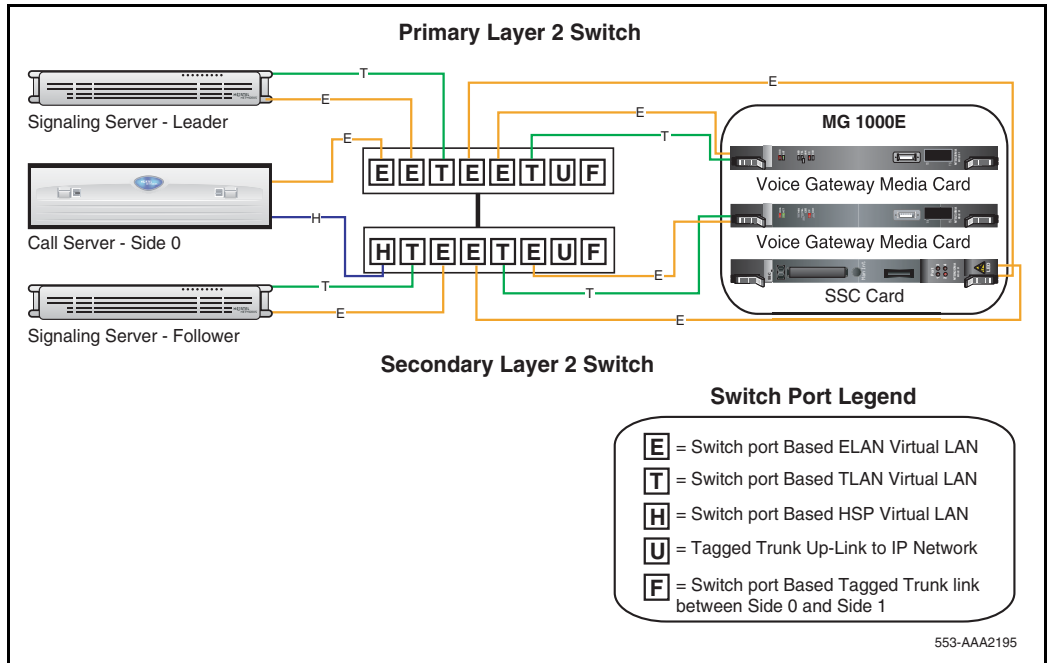 Primary Layer 2 Switch
T
E
Signaling Server - Leader
E
E
E
T
MG 1000E
E E T E E T U F
Voice Gateway Media Card
Call Server - Side 0
H
Voice Gateway Media Card
H T E E T E U F
E
T
T
SSC Card
E
E
Signaling Server - Follower
Secondary Layer 2 Switch
Switch Port Legend
E = Switch port Based ELAN Virtual LAN
T = Switch port Based TLAN Virtual LAN
H = Switch port Based HSP Virtual LAN
U = Tagged Trunk Up-Link to IP Network
F = Switch port Based Tagged Trunk link
between Side 0 and Side 1
553-AAA2195